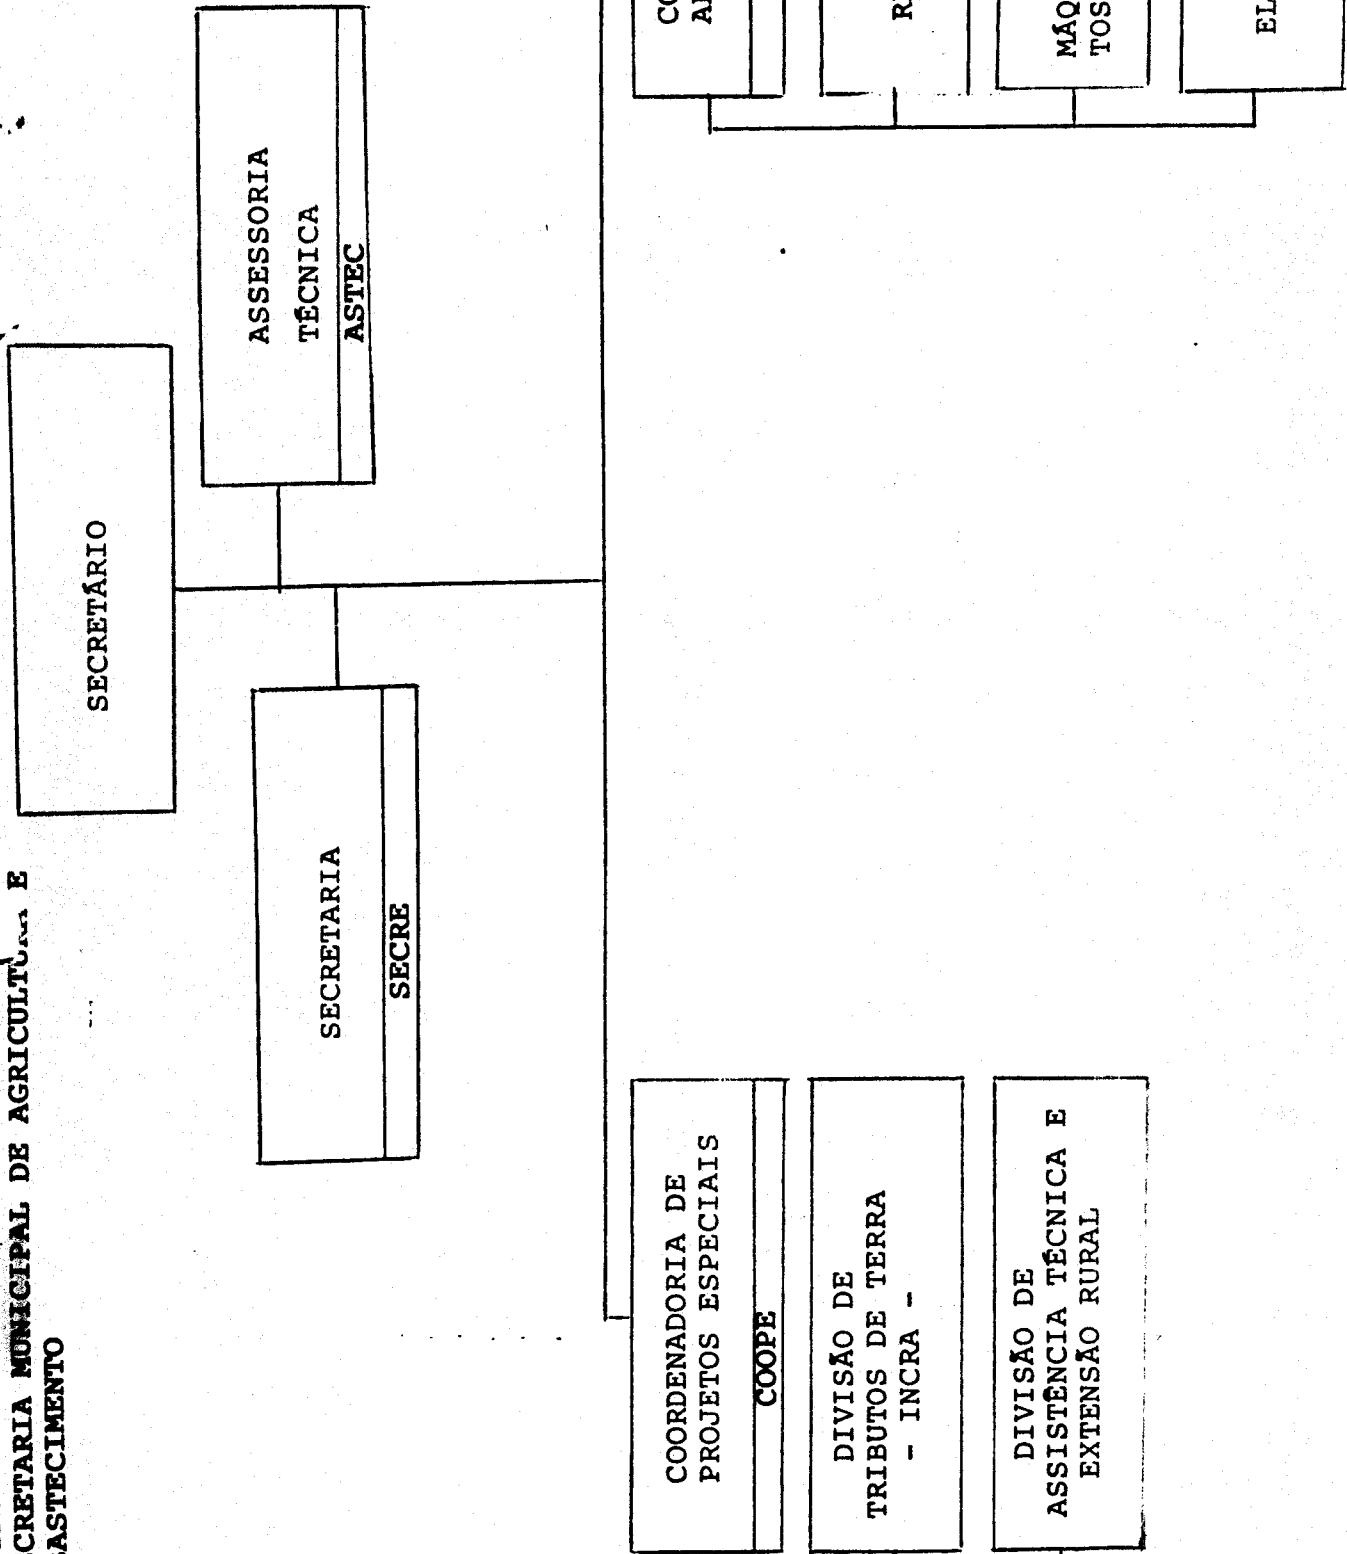 CRETARIA MUNICIPAL DE AGRICULTURA E
ASTECIMENTO
SECRETÁRIO
ASSESSORIA
TÉCNICA
ASTEC
SECRETARIA
SECRE
COORDENADORIA DE
PROJETOS ESPECIAIS
COOPE
DIVISÃO DE
TRIBUTOS DE TERRA
- INCRA -
DIVISÃO DE
ASSISTÊNCIA TÉCNICA E
EXTENSÃO RURAL
MÁQ
TOS
EL